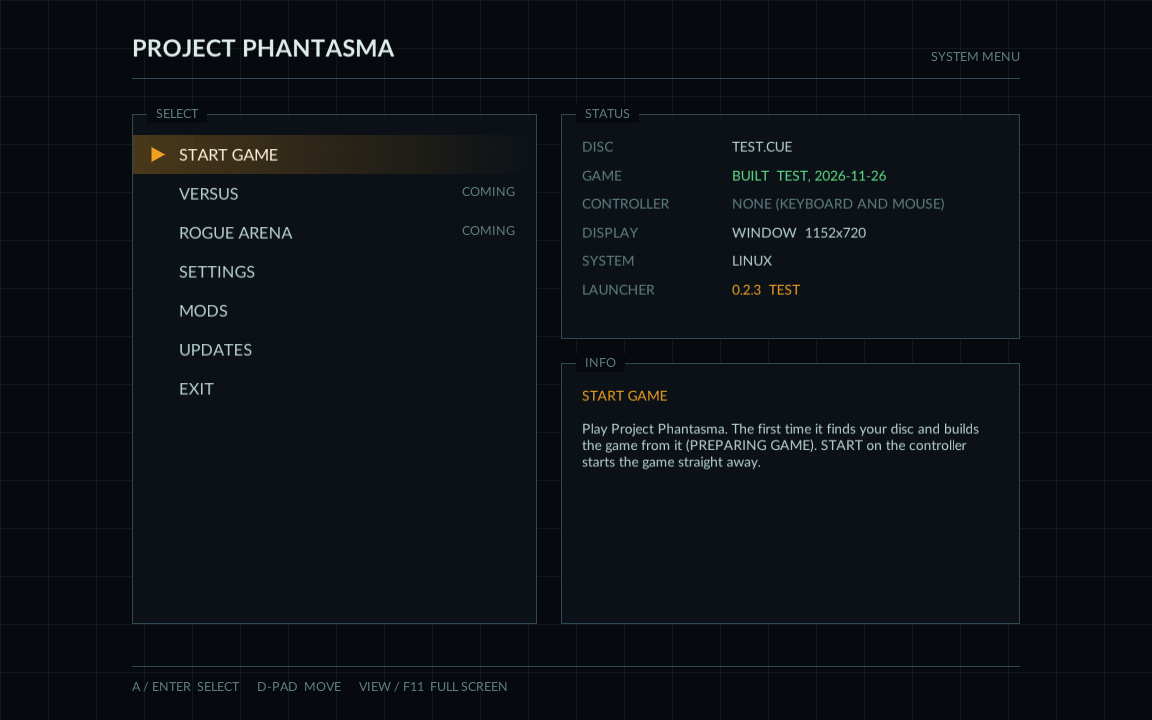 PROJECT PHANTASMA
SYSTEM MENU
SELECT
START GAME
VERSUS COMING
ROGUE ARENA COMING
SETTINGS
MODS
UPDATES
EXIT
STATUS
DISC TEST.CUE
GAME BUILT TEST, 2026-11-26
CONTROLLER NONE (KEYBOARD AND MOUSE)
DISPLAY WINDOW 1152x720
SYSTEM LINUX
LAUNCHER 0.2.3 TEST
INFO
START GAME
Play Project Phantasma. The first time it finds your disc and builds
the game from it (PREPARING GAME). START on the controller
starts the game straight away.
A / ENTER SELECT D-PAD MOVE VIEW / F11 FULL SCREEN